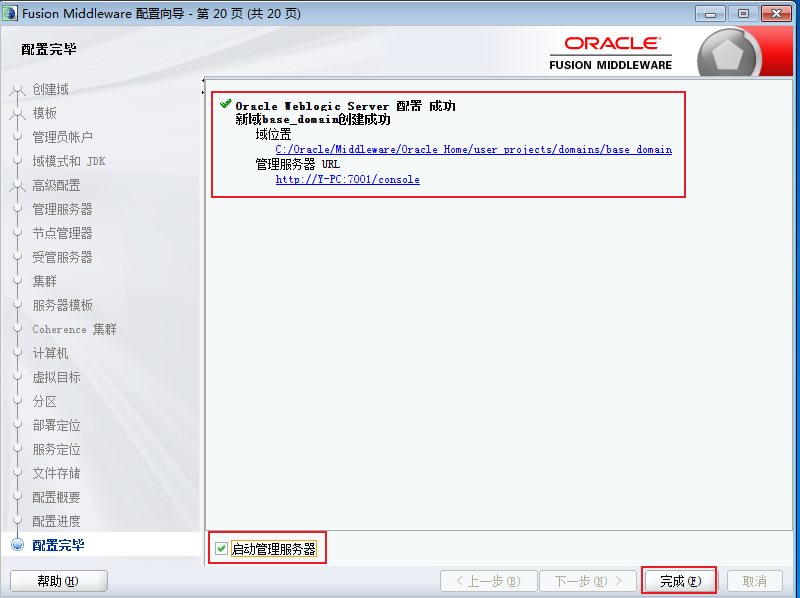 Fusion Middleware 配置向导 - 第 20 页 (共 20 页)
配置完毕
ORACLE
FUSION MIDDLEWARE
创建域
模板
管理员帐户
域模式和 JDK
高级配置
管理服务器
节点管理器
受管服务器
集群
服务器模板
Coherence 集群
计算机
虚拟目标
分区
部署定位
服务定位
文件存储
配置概要
配置进度
配置完毕
Oracle Weblogic Server 配置 成功
新域base_domain创建成功
域位置
C:/Oracle/Middleware/Oracle_Home/user_projects/domains/base_domain
管理服务器 URL
http://Y-PC:7001/console
启动管理服务器
帮助(H)
< 上一步(B)
下一步(N) >
完成(F)
取消